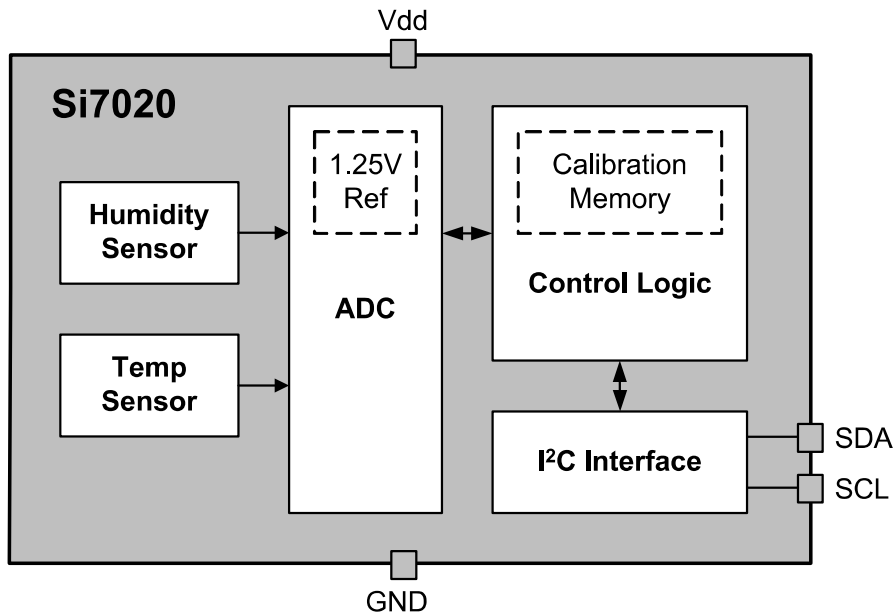 Vdd
Si7020
Humidity
Sensor
Temp
Sensor
1.25V
Ref
ADC
Calibration
Memory
Control Logic
I²C Interface
SDA
SCL
GND